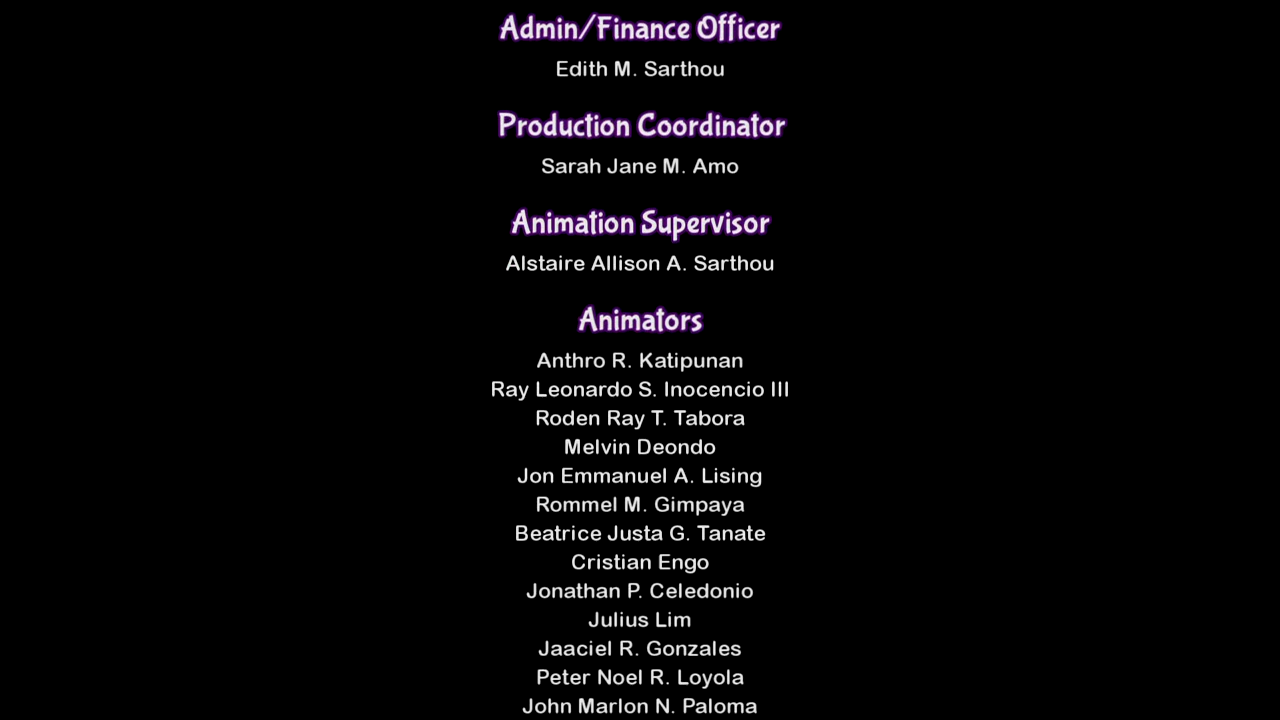 Admin/Finance Officer
Edith M. Sarthou
Production Coordinator
Sarah Jane M. Amo
Animation Supervisor
Alstaire Allison A. Sarthou
Animators
Anthro R. Katipunan
Ray Leonardo S. Inocencio III
Roden Ray T. Tabora
Melvin Deondo
Jon Emmanuel A. Lising
Rommel M. Gimpaya
Beatrice Justa G. Tanate
Cristian Engo
Jonathan P. Celedonio
Julius Lim
Jaaciel R. Gonzales
Peter Noel R. Loyola
John Marlon N. Paloma